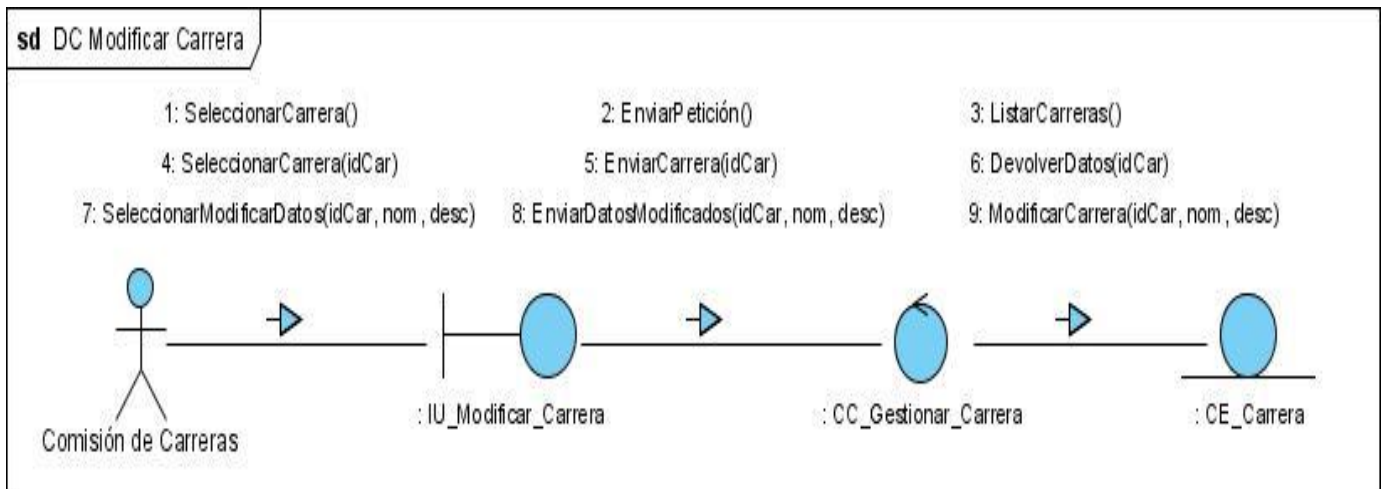 sd DC Modificar Carrera
1: SeleccionarCarrera()
2: EnviarPetición()
3: ListarCarreras()
4: SeleccionarCarrera(idCar)
5: EnviarCarrera(idCar)
6: DevolverDatos(idCar)
7: SeleccionarModificarDatos(idCar, nom , desc)
8: EnviarDatosModificados(idCar, nom , desc)
9: ModificarCarrera(idCar, nom , desc)
: IU_Modificar_Carrera
: CC_Gestionar_Carrera
: CE_Carrera
Comisión de Carreras